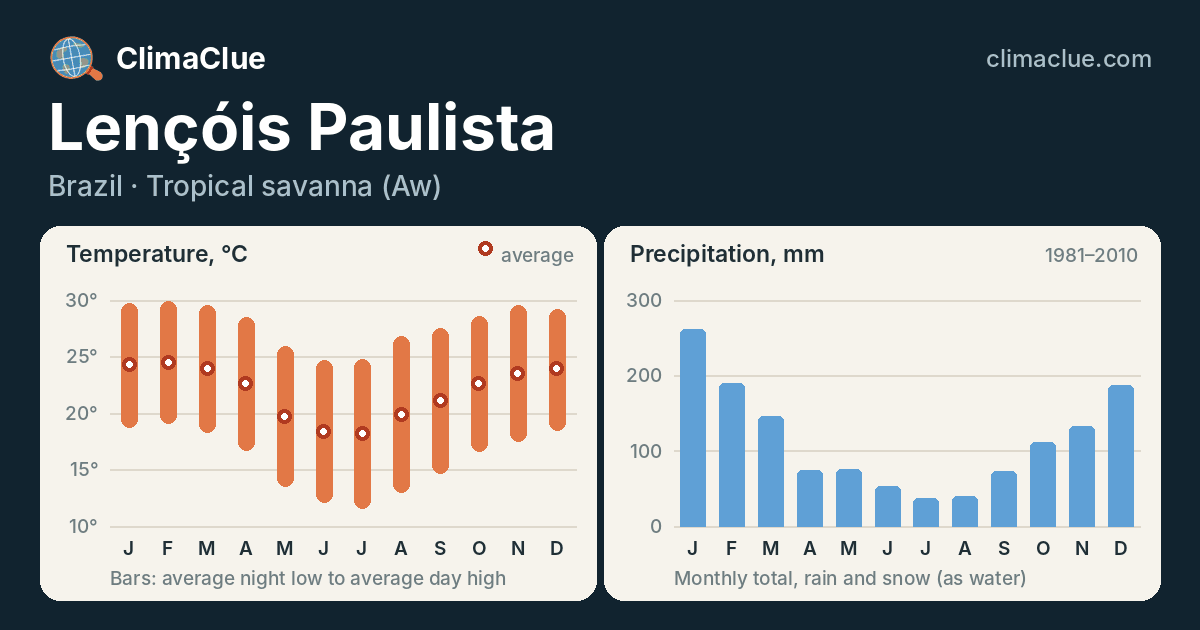 ClimaClue
climaclue.com
Lençóis Paulista
Brazil · Tropical savanna (Aw)
Temperature, °C
average
30°
25°
20°
15°
10°
J F M A M J J A S O N D
Bars: average night low to average day high
Precipitation, mm
1981–2010
300
200
100
0
J F M A M J J A S O N D
Monthly total, rain and snow (as water)